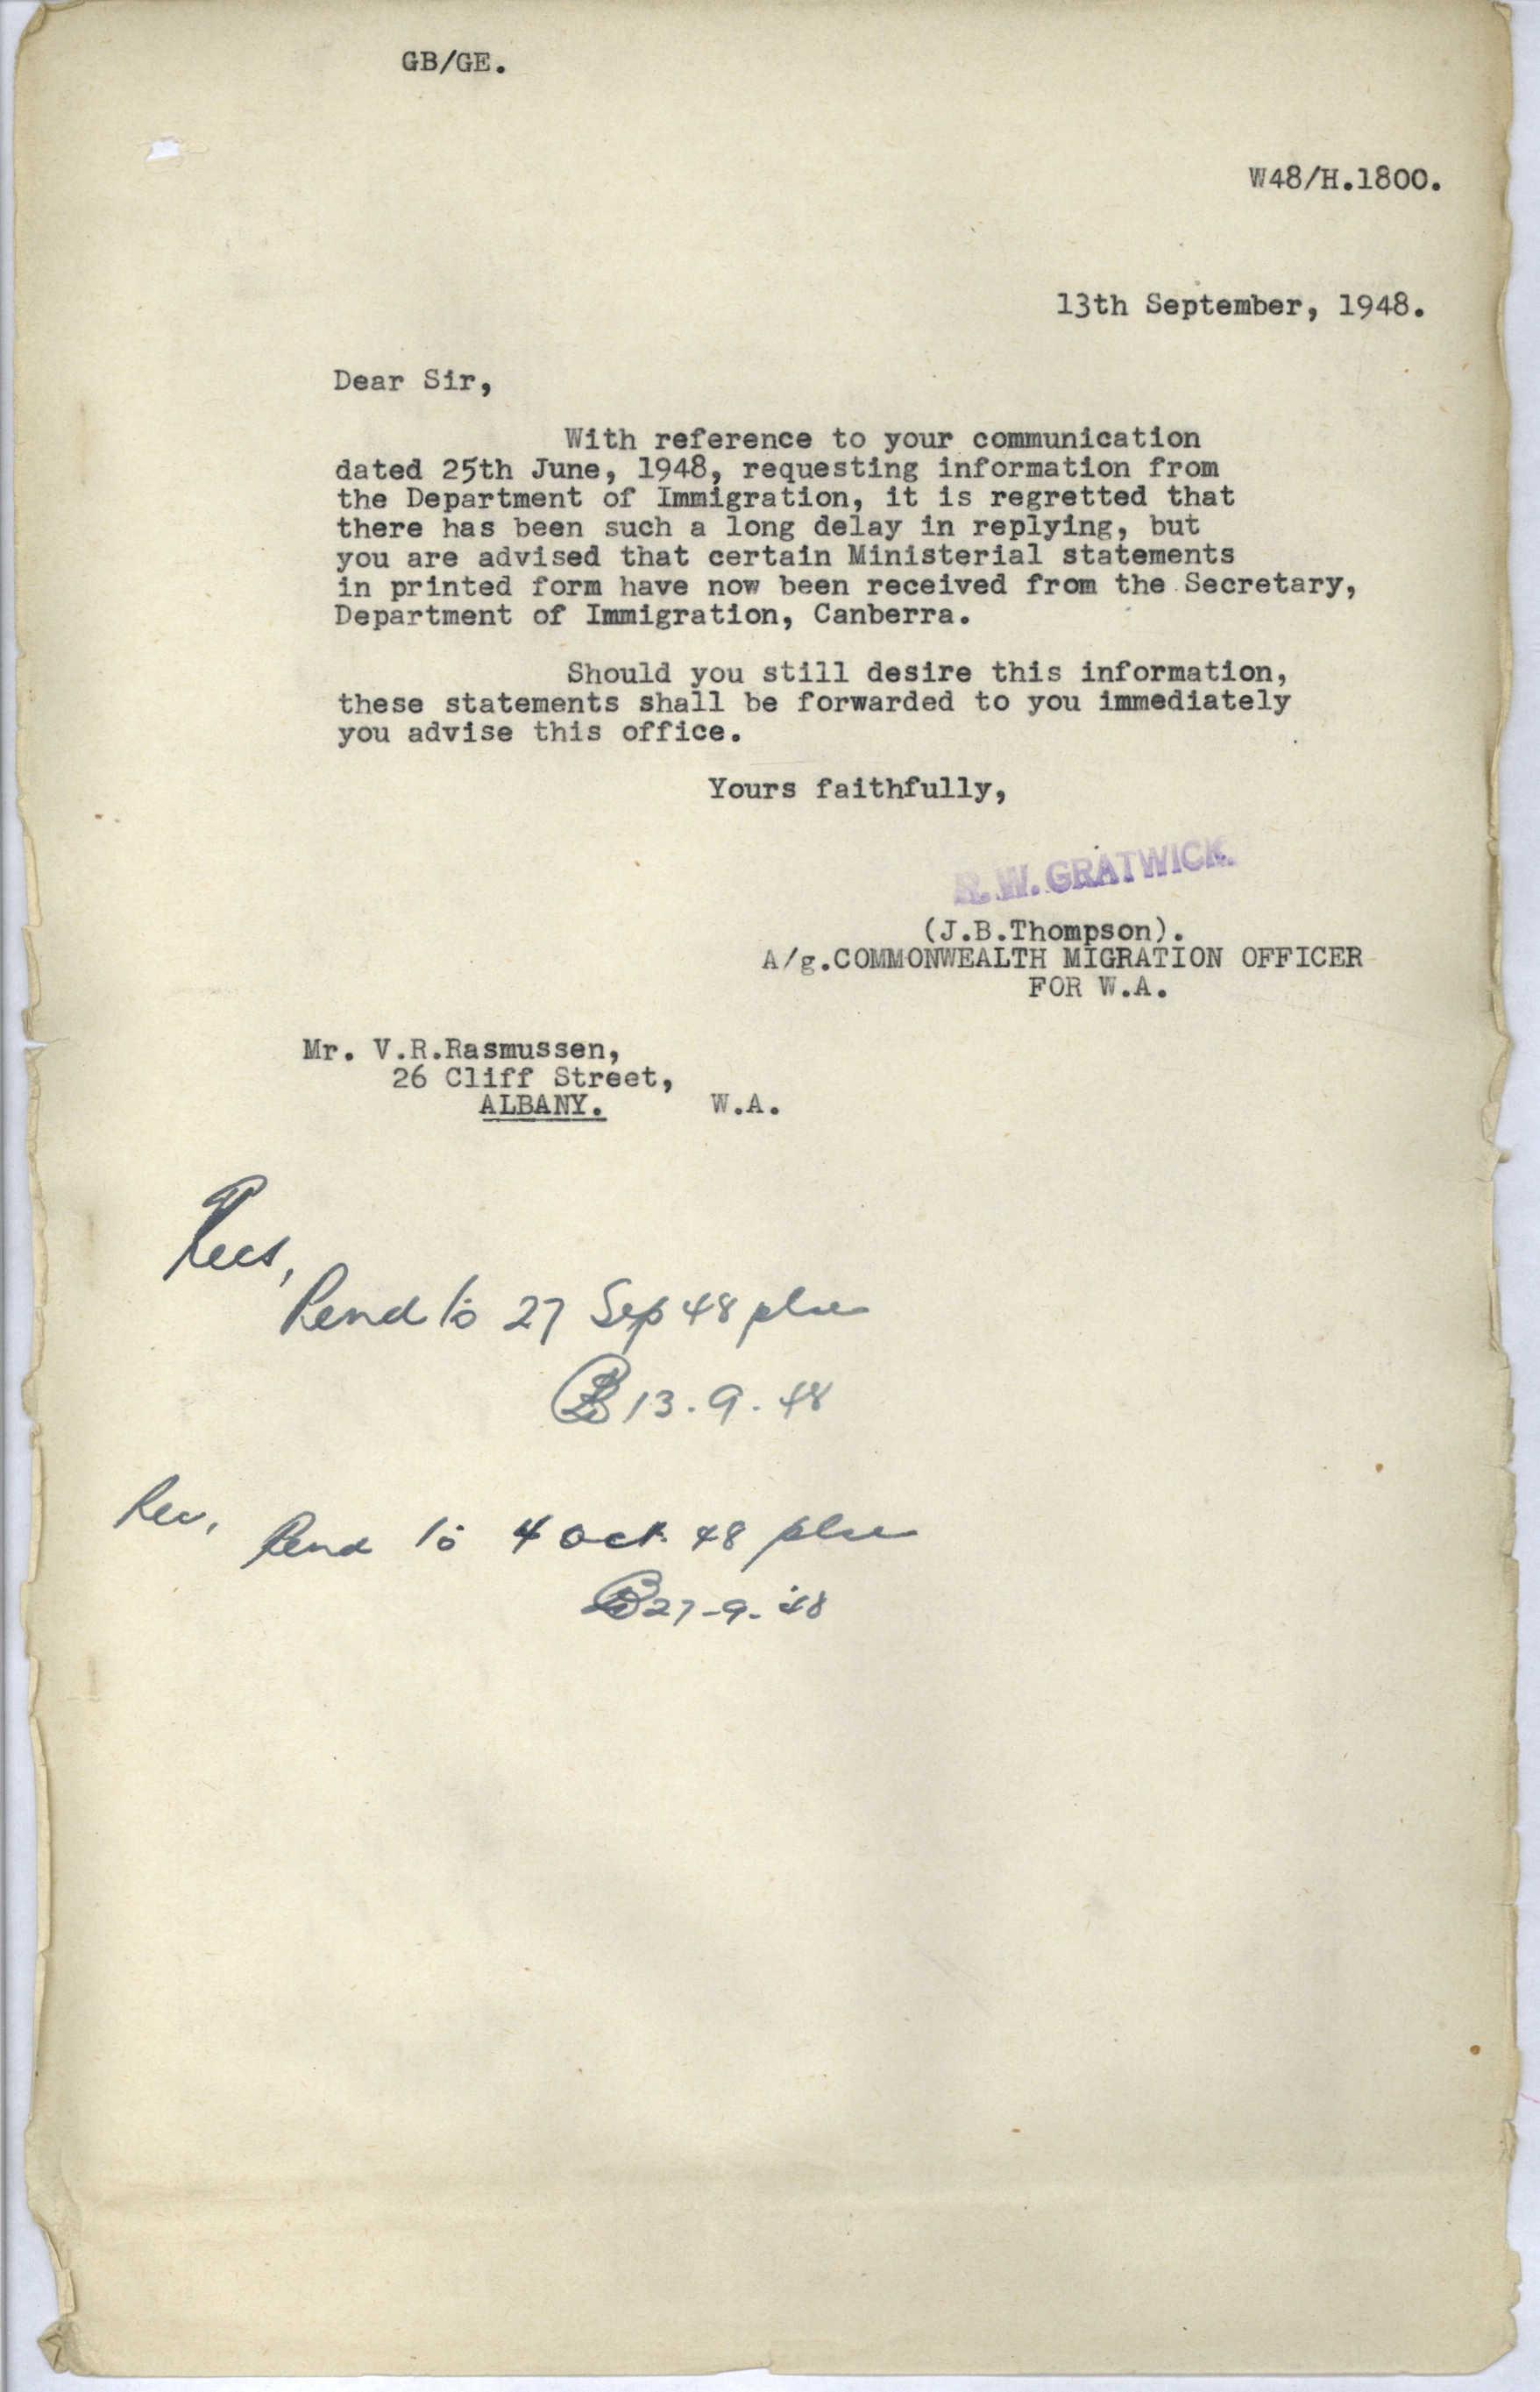 GB/GE.
W48/H.1800.
13th September, 1948.
Dear Sir,
With reference to your communication
dated 25th June, 1948, requesting information from
the Department of Immigration, it is regretted that
there has been such a long delay in replying, but
you are advised that certain Ministerial statements
in printed form have now been received from the Secretary,
Department of Immigration, Canberra.
Should you still desire this information,
these statements shall be forwarded to you immediately
you advise this office.
Yours faithfully,
R.W. GRATWICK.
(J.B.Thompson).
A/g.COMMONWEALTH MIGRATION OFFICER
FOR W.A.
Mr. V.R.Rasmussen,
26 Cliff Street,
ALBANY. W.A.
Recs,
Pend to 27 Sep 48 plse
13.9.48
Rec,
Pend to 4 Oct. 48 plse
27-9-48